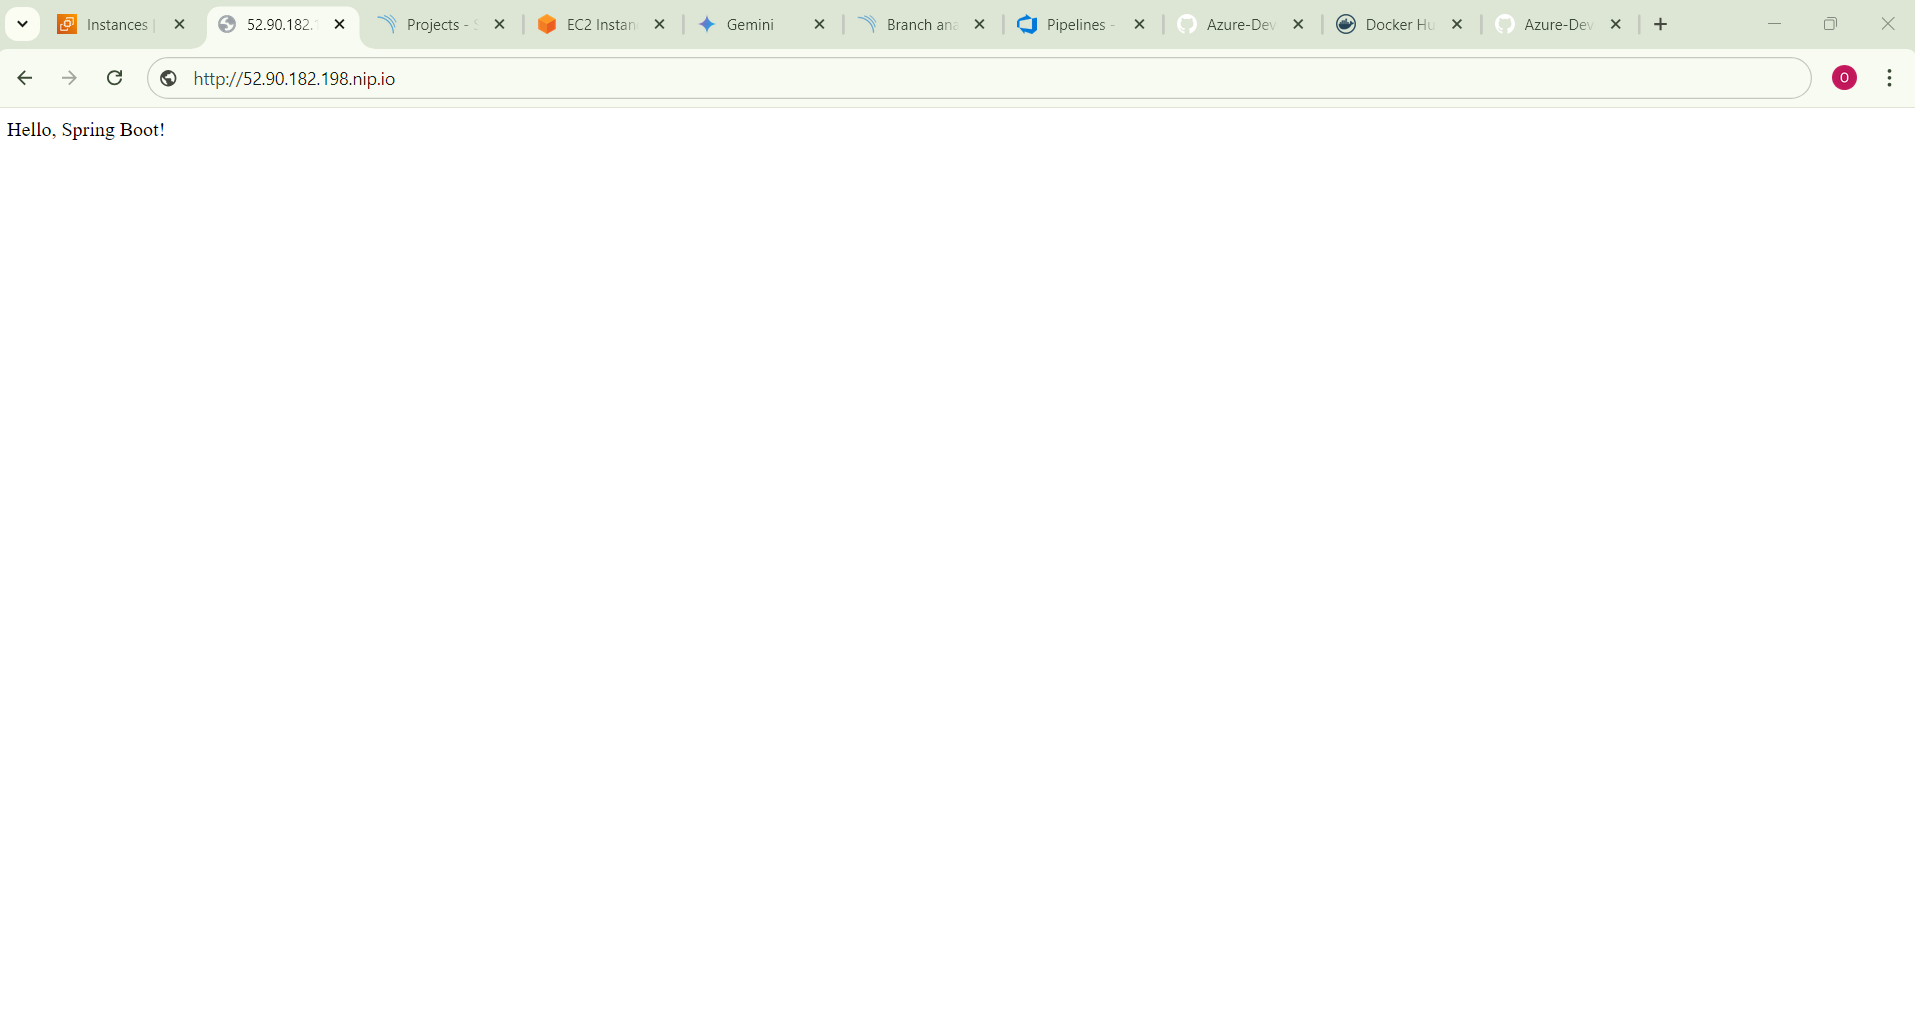 Instances
52.90.182.1
Projects - S
EC2 Instan
Gemini
Branch ana
Pipelines -
Azure-Dev
Docker Hu
Azure-Dev
http://52.90.182.198.nip.io
O
Hello, Spring Boot!